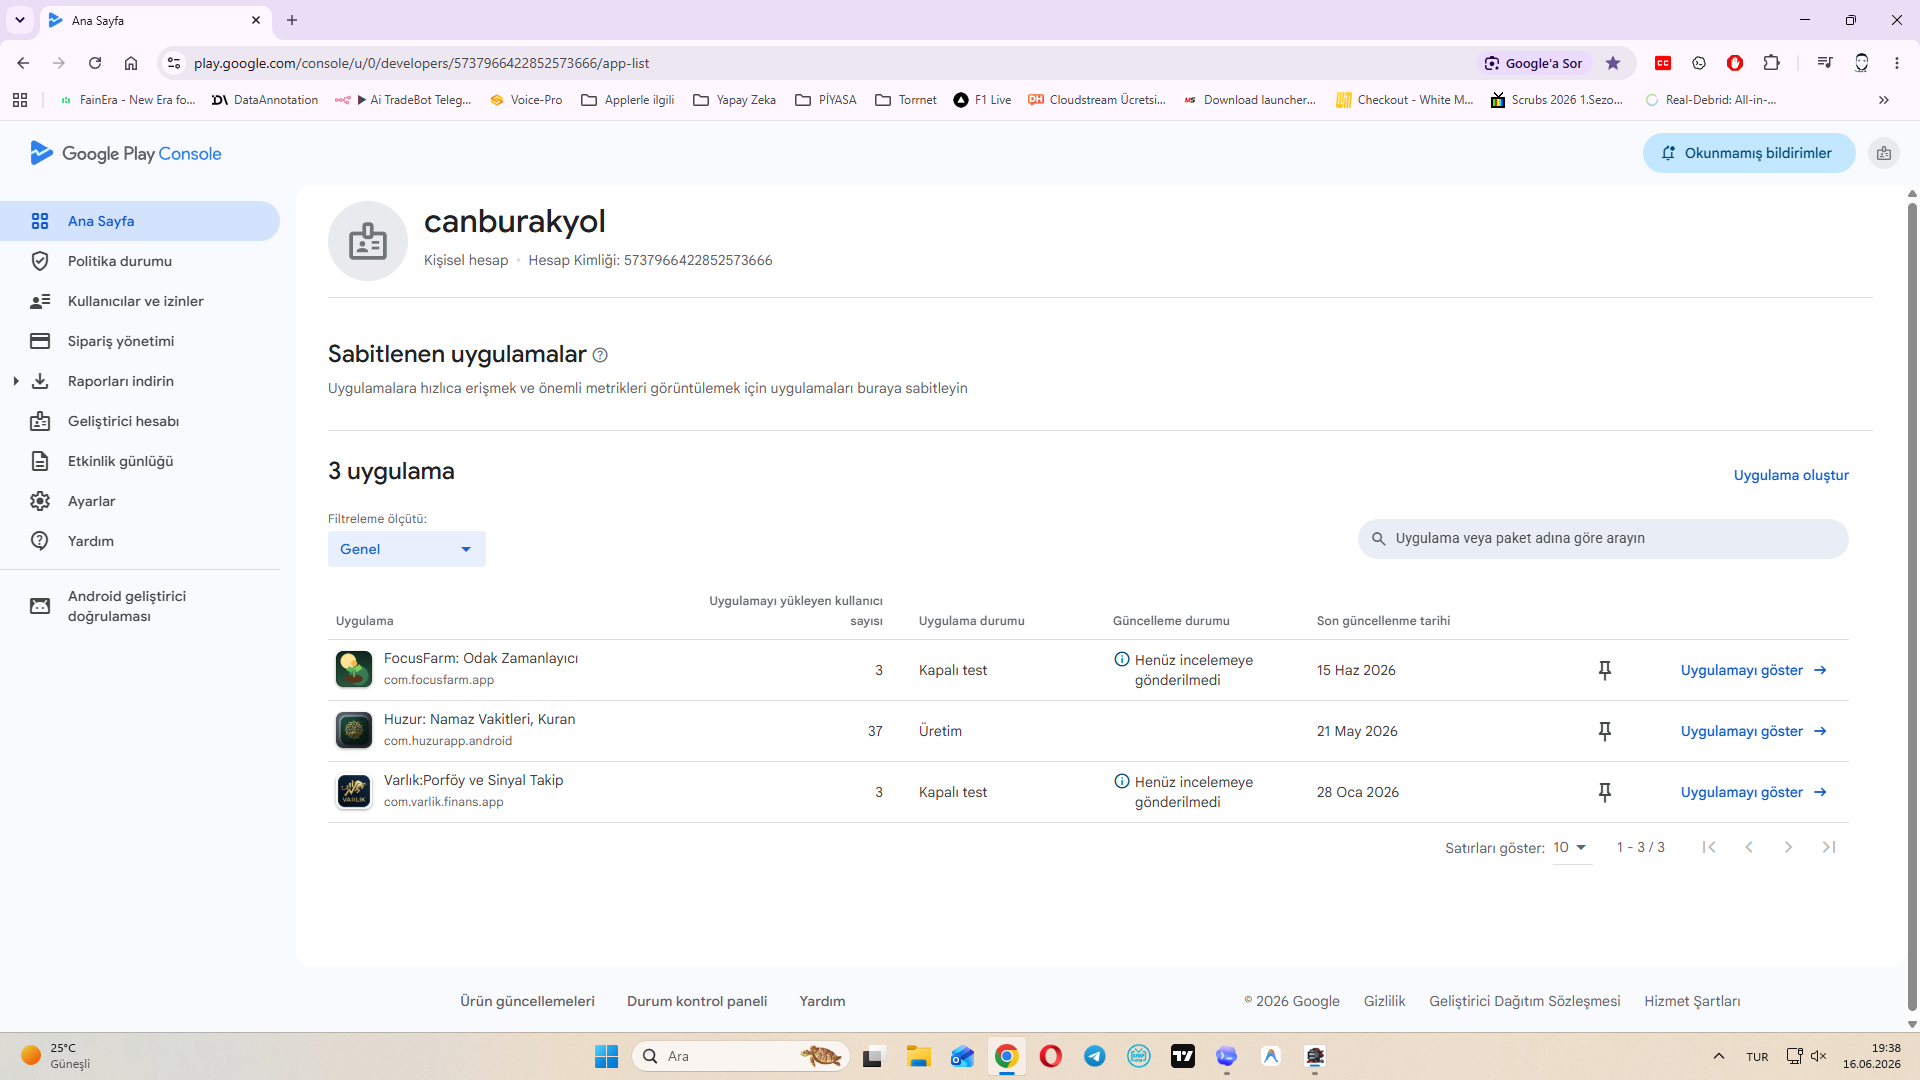 Ana Sayfa
play.google.com/console/u/0/developers/5737966422852573666/app-list
Google'a Sor
FainEra - New Era fo...
DataAnnotation
Ai TradeBot Teleg...
Voice-Pro
Applerle ilgili
Yapay Zeka
PİYASA
Torrnet
F1 Live
Cloudstream Ücretsi...
Download launcher...
Checkout - White M...
Scrubs 2026 1.Sezo...
Real-Debrid: All-in-...
Google Play Console
Okunmamış bildirimler
Ana Sayfa
Politika durumu
Kullanıcılar ve izinler
Sipariş yönetimi
Raporları indirin
Geliştirici hesabı
Etkinlik günlüğü
Ayarlar
Yardım
Android geliştirici
doğrulaması
canburakyol
Kişisel hesap • Hesap Kimliği: 5737966422852573666
Sabitlenen uygulamalar
Uygulamalara hızlıca erişmek ve önemli metrikleri görüntülemek için uygulamaları buraya sabitleyin
3 uygulama
Uygulama oluştur
Filtreleme ölçütü:
Genel
Uygulama veya paket adına göre arayın
Uygulama
Uygulamayı yükleyen kullanıcı
sayısı
Uygulama durumu
Güncelleme durumu
Son güncellenme tarihi
FocusFarm: Odak Zamanlayıcı
com.focusfarm.app
3
Kapalı test
Henüz incelemeye
gönderilmedi
15 Haz 2026
Uygulamayı göster
Huzur: Namaz Vakitleri, Kuran
com.huzurapp.android
37
Üretim
21 May 2026
Uygulamayı göster
VARLIK
Varlık:Porföy ve Sinyal Takip
com.varlik.finans.app
3
Kapalı test
Henüz incelemeye
gönderilmedi
28 Oca 2026
Uygulamayı göster
Satırları göster: 10
1 - 3 / 3
Ürün güncellemeleri
Durum kontrol paneli
Yardım
© 2026 Google
Gizlilik
Geliştirici Dağıtım Sözleşmesi
Hizmet Şartları
25°C
Güneşli
Ara
TUR
19:38
16.06.2026